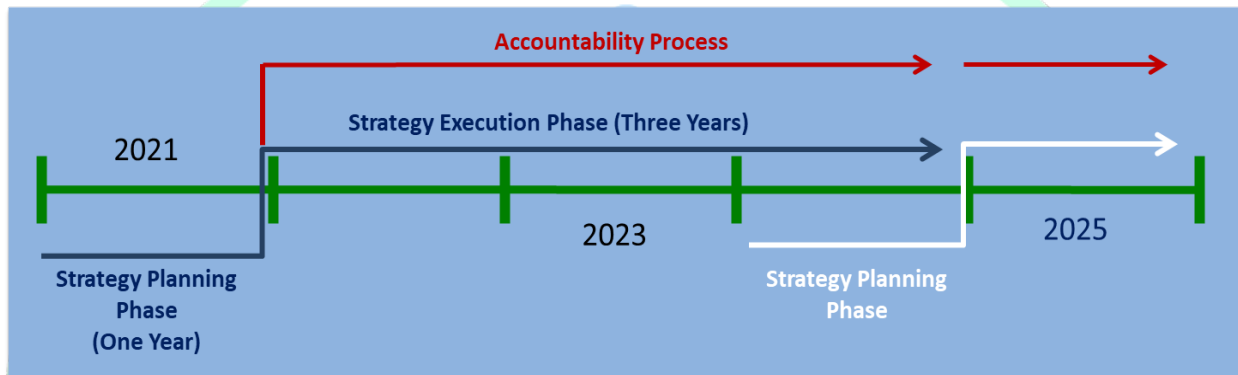 Accountability Process
Strategy Execution Phase (Three Years)
2021
2023
2025
Strategy Planning
Phase
(One Year)
Strategy Planning
Phase